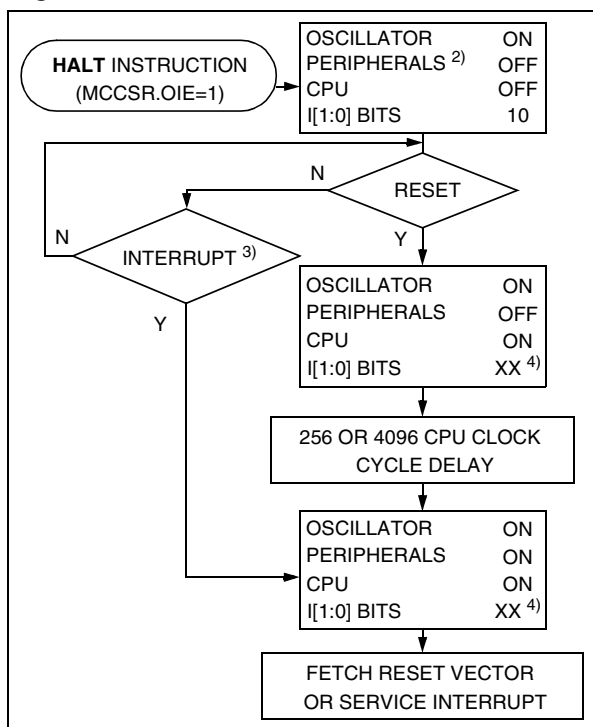 HALT INSTRUCTION
(MCCSR.OIE=1)
OSCILLATOR ON
PERIPHERALS 2) OFF
CPU OFF
I[1:0] BITS 10
N
RESET
N
INTERRUPT 3)
Y
Y
OSCILLATOR ON
PERIPHERALS OFF
CPU ON
I[1:0] BITS XX 4)
256 OR 4096 CPU CLOCK
CYCLE DELAY
OSCILLATOR ON
PERIPHERALS ON
CPU ON
I[1:0] BITS XX 4)
FETCH RESET VECTOR
OR SERVICE INTERRUPT